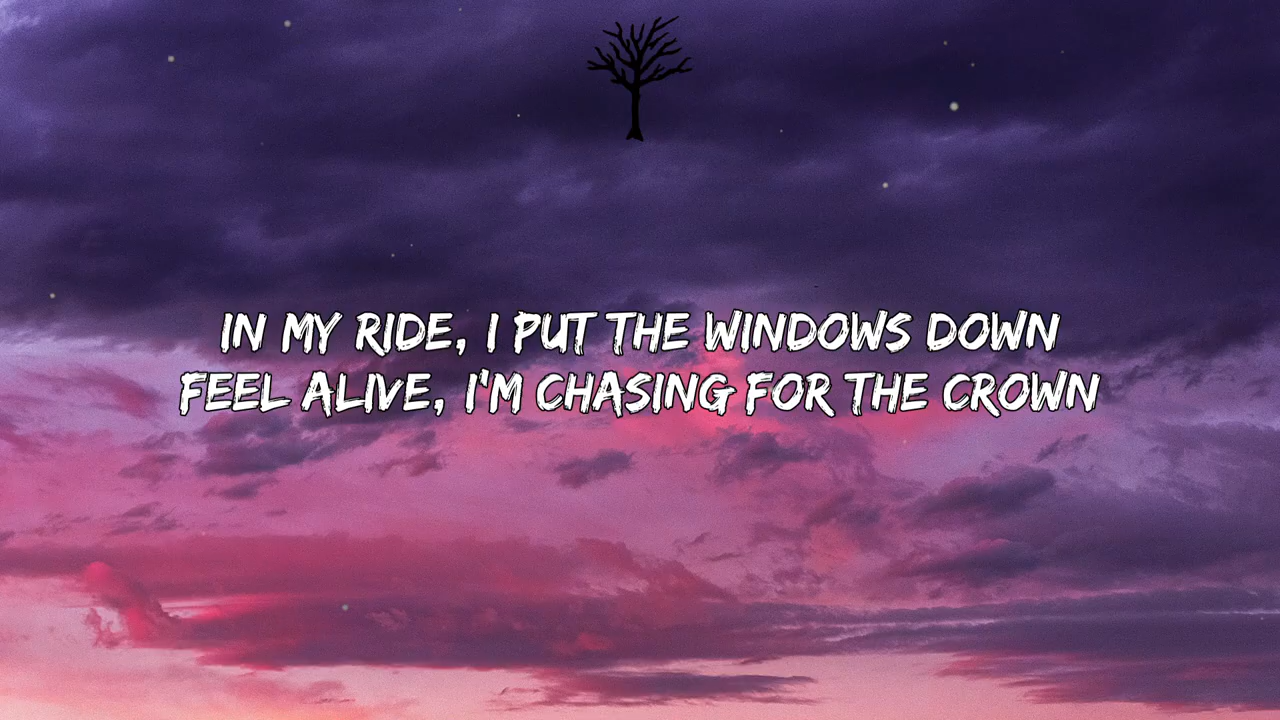 IN MY RIDE, I PUT THE WINDOWS DOWN
FEEL ALIVE, I'M CHASING FOR THE CROWN